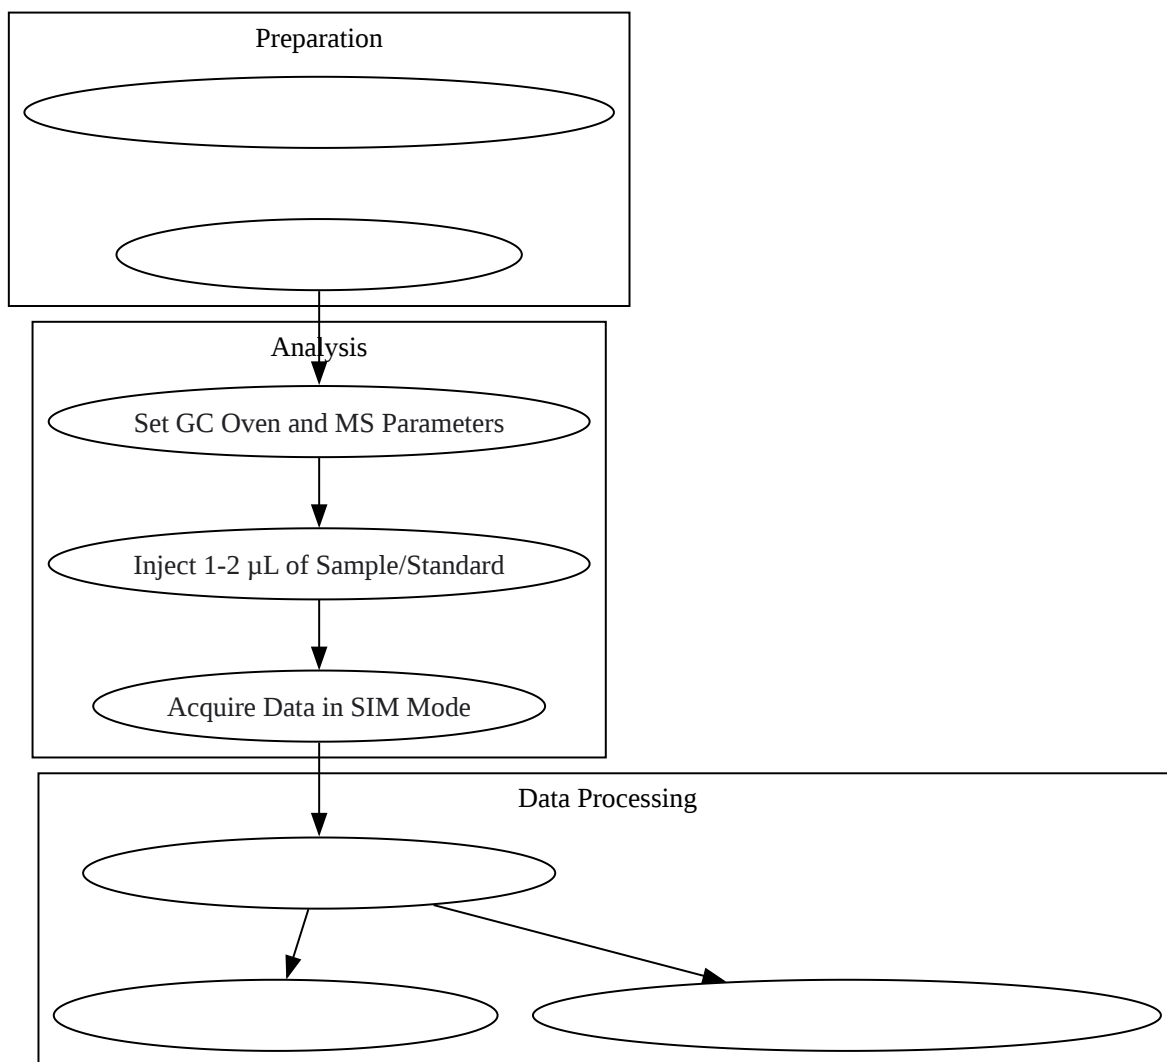 Preparation
Analysis
Set GC Oven and MS Parameters
Inject 1-2 µL of Sample/Standard
Acquire Data in SIM Mode
Data Processing